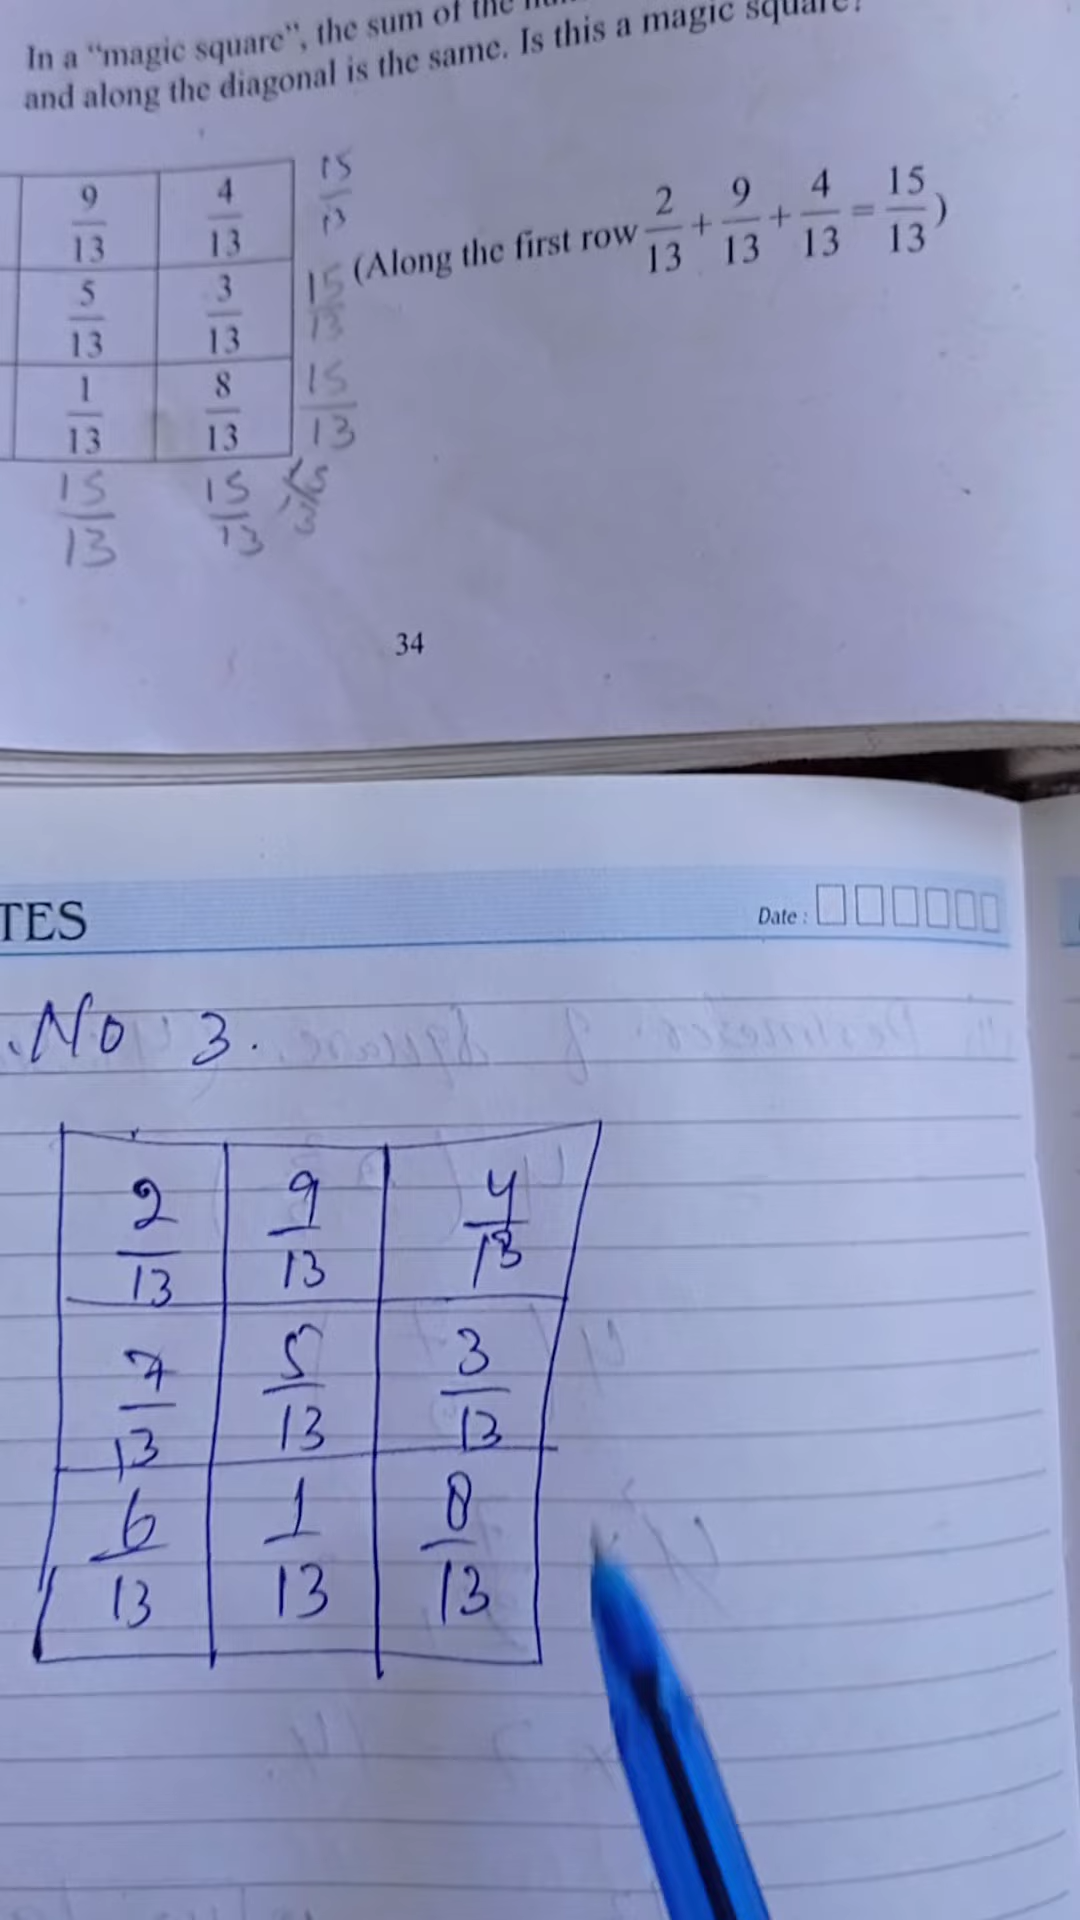 In a "magic square", the sum of the
and along the diagonal is the same. Is this a magic square?
9/13 4/13 15/13
(Along the first row 2/13 + 9/13 + 4/13 = 15/13)
5/13 3/13 15/13
1/13 8/13 15/13
15/13 15/13
34
TES
Date :
No 3.
2/13 9/13 4/13
7/13 5/13 3/13
6/13 1/13 8/13